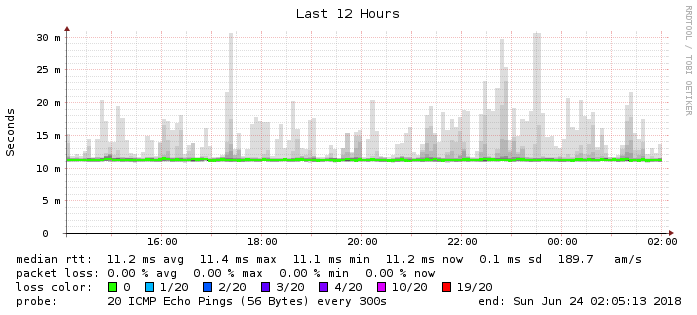 Last 12 Hours
RRDTOOL / TOBI OETIKER
Seconds
30 m
25 m
20 m
15 m
10 m
5 m
0
16:00 18:00 20:00 22:00 00:00 02:00
median rtt: 11.2 ms avg 11.4 ms max 11.1 ms min 11.2 ms now 0.1 ms sd 189.7 am/s
packet loss: 0.00 % avg 0.00 % max 0.00 % min 0.00 % now
loss color: 0 1/20 2/20 3/20 4/20 10/20 19/20
probe: 20 ICMP Echo Pings (56 Bytes) every 300s end: Sun Jun 24 02:05:13 2018